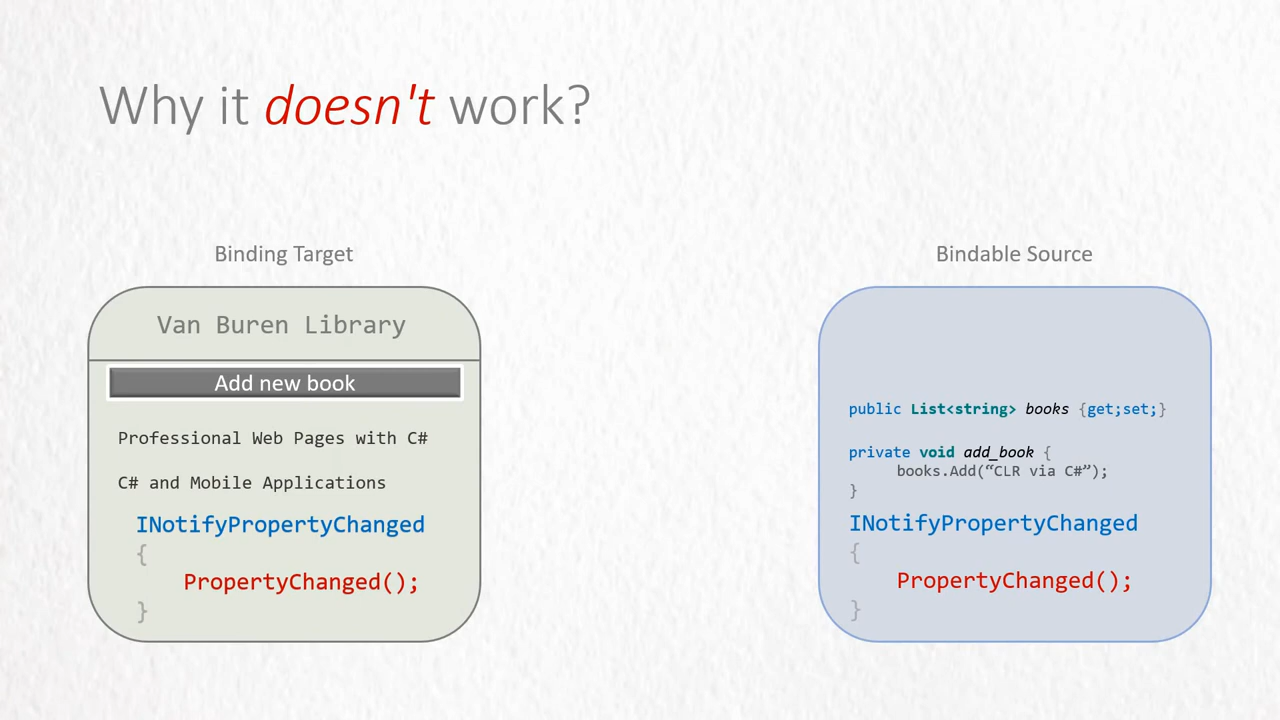 Why it doesn't work?
Binding Target
Van Buren Library
Add new book
Professional Web Pages with C#
C# and Mobile Applications
INotifyPropertyChanged
{
PropertyChanged();
}
Bindable Source
public List<string> books {get;set;}
private void add_book {
books.Add(“CLR via C#”);
}
INotifyPropertyChanged
{
PropertyChanged();
}